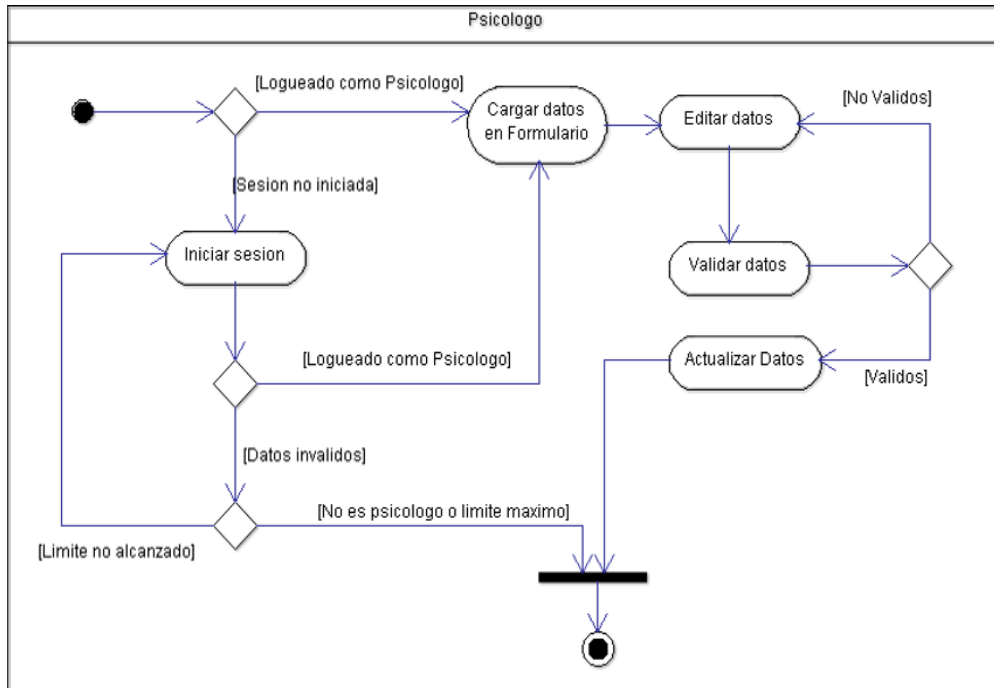 Psicologo
[Logueado como Psicologo]
Cargar datos
en Formulario
Editar datos
[No Validos]
[Sesion no iniciada]
Iniciar sesion
Validar datos
[Logueado como Psicologo]
Actualizar Datos
[Validos]
[Datos invalidos]
[No es psicologo o limite maximo]
[Limite no alcanzado]